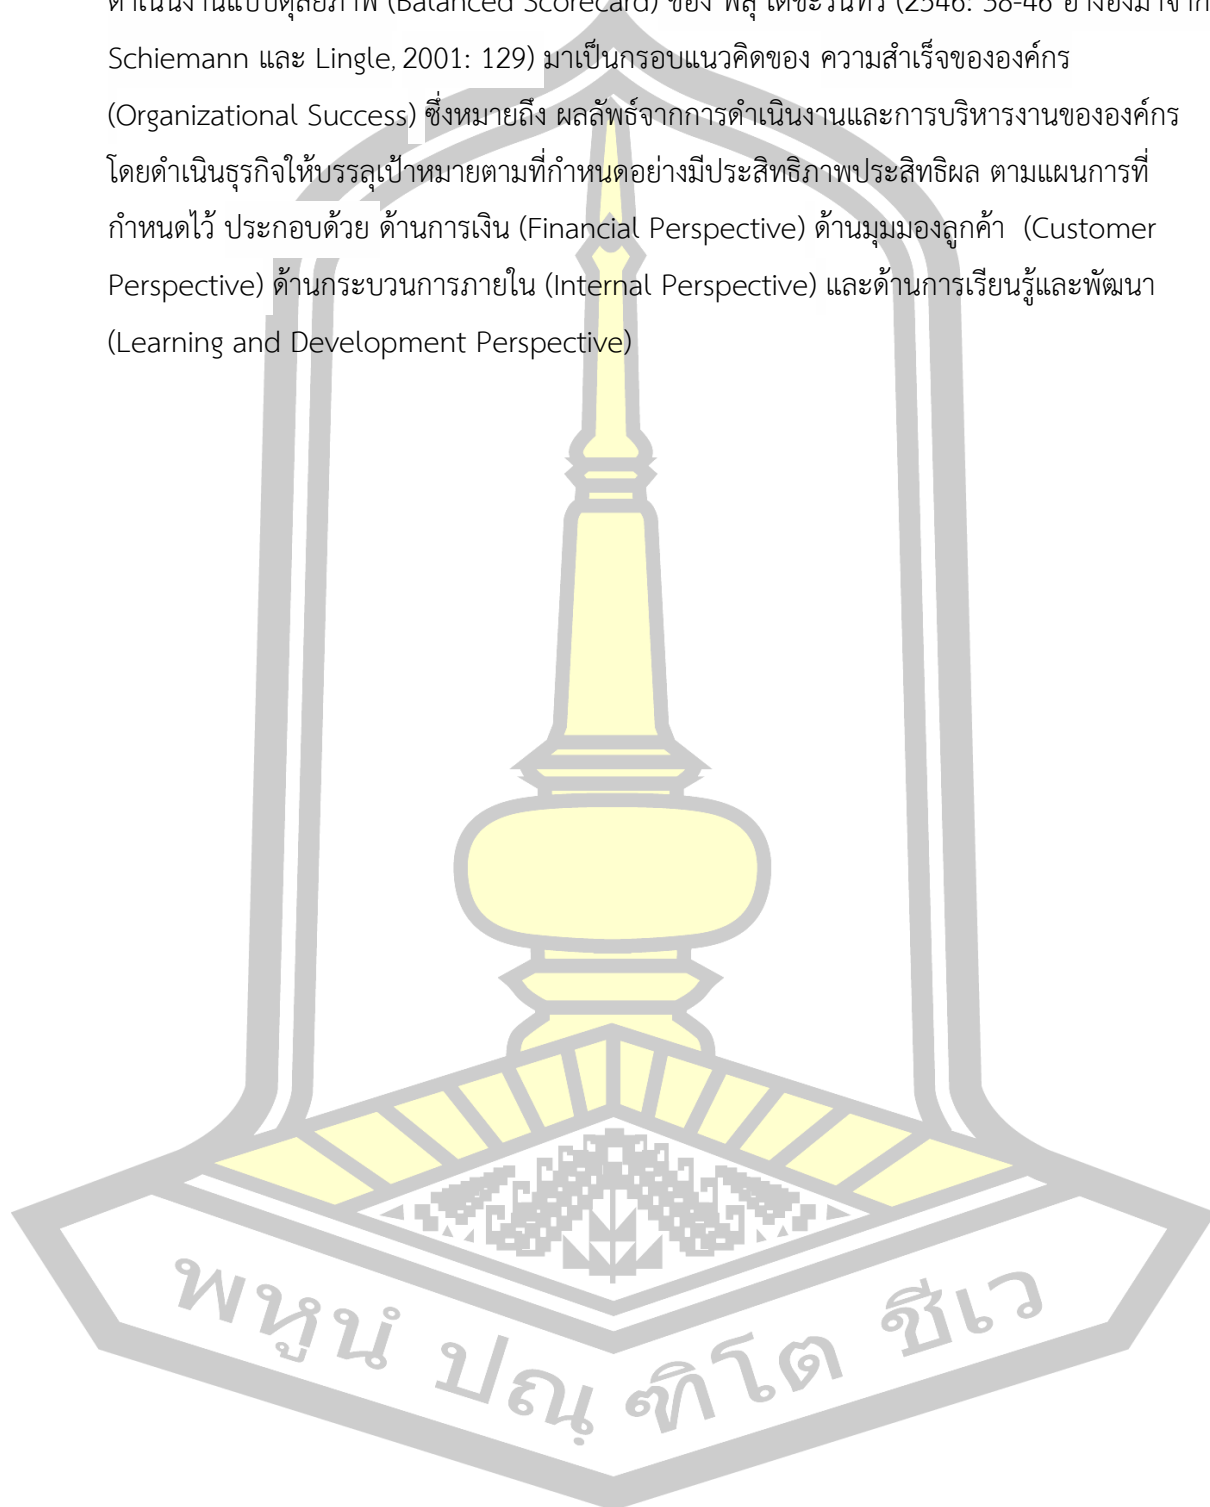 ดำเนินงานแบบดุลยภาพ (Balanced Scorecard) ของ พสุ เดชะรินทร์ (2546: 38-46 อ้างอิงมาจาก
Schiemann และ Lingle, 2001: 129) มาเป็นกรอบแนวคิดของ ความสำเร็จขององค์กร
(Organizational Success) ซึ่งหมายถึง ผลลัพธ์จากการดำเนินงานและการบริหารงานขององค์กร
โดยดำเนินธุรกิจให้บรรลุเป้าหมายตามที่กำหนดอย่างมีประสิทธิภาพประสิทธิผล ตามแผนการที่
กำหนดไว้ ประกอบด้วย ด้านการเงิน (Financial Perspective) ด้านมุมมองลูกค้า (Customer
Perspective) ด้านกระบวนการภายใน (Internal Perspective) และด้านการเรียนรู้และพัฒนา
(Learning and Development Perspective)
พหูนํ ปณฺฑิโต ชีเว